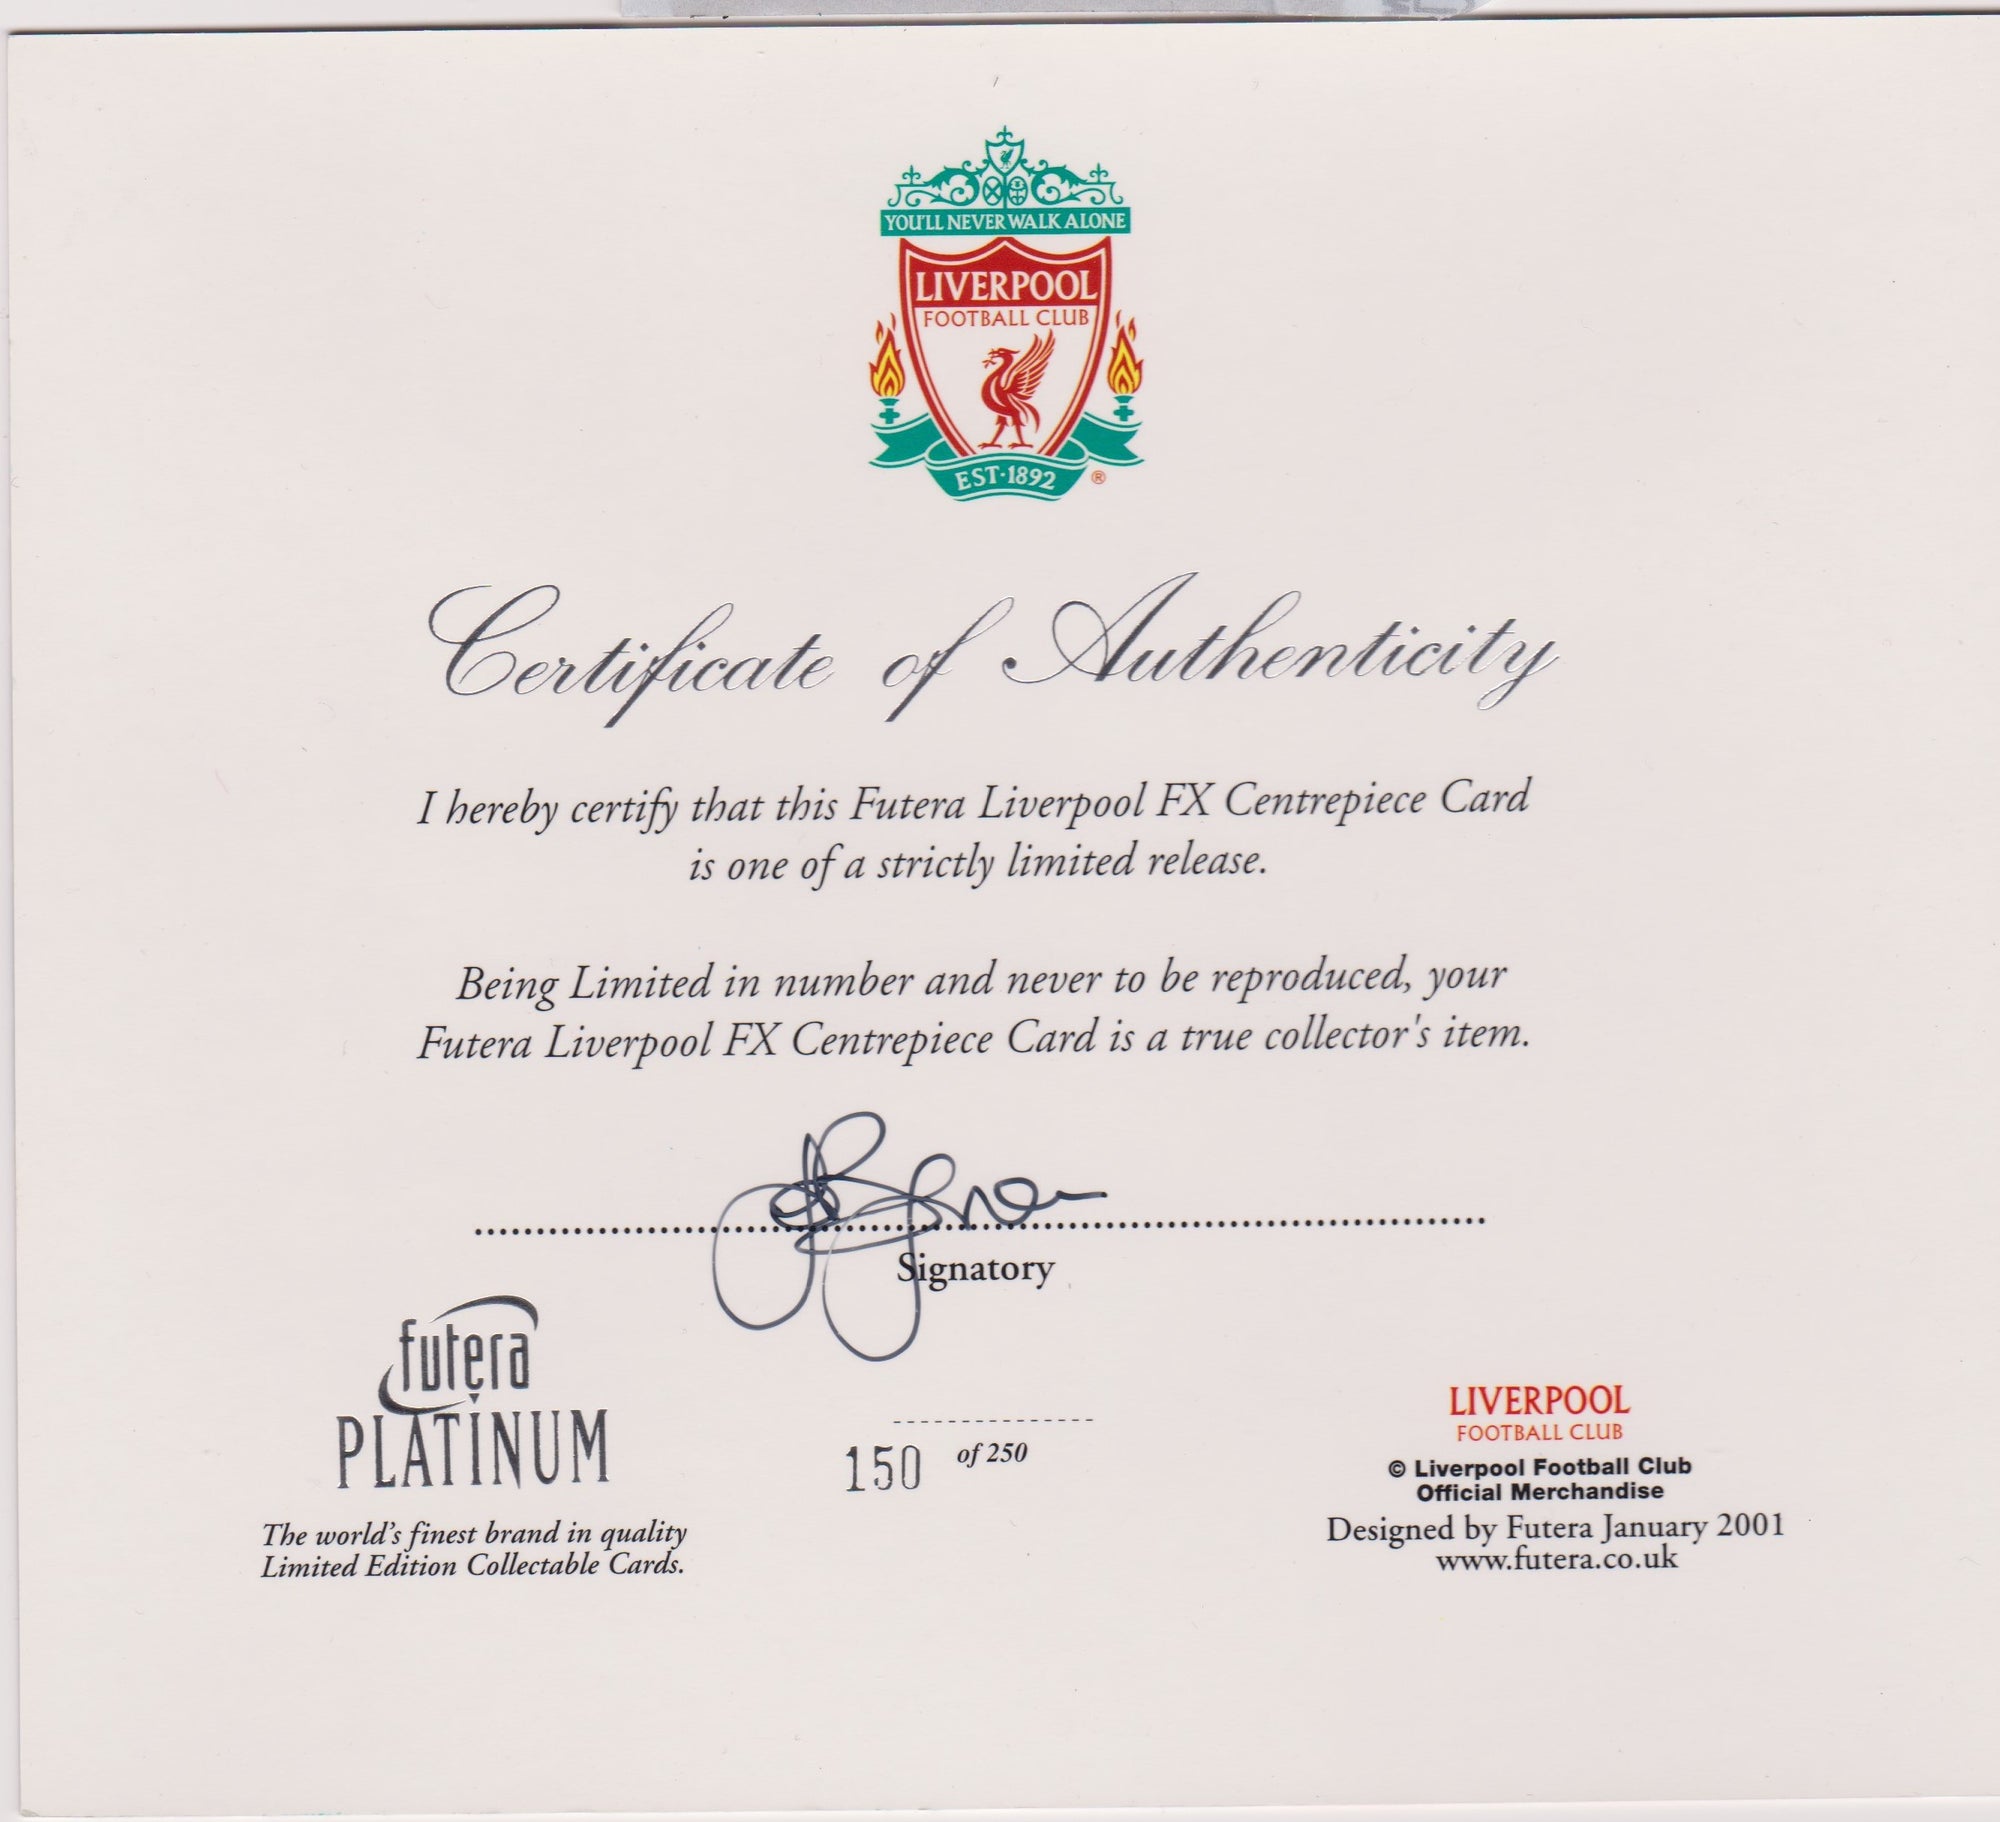 YOU'LL NEVER WALK ALONE
LIVERPOOL
FOOTBALL CLUB
EST·1892
®
Certificate of Authenticity
I hereby certify that this Futera Liverpool FX Centrepiece Card
is one of a strictly limited release.
Being Limited in number and never to be reproduced, your
Futera Liverpool FX Centrepiece Card is a true collector's item.
Signatory
futera
PLATINUM
The world's finest brand in quality
Limited Edition Collectable Cards.
150 of 250
LIVERPOOL
FOOTBALL CLUB
© Liverpool Football Club
Official Merchandise
Designed by Futera January 2001
www.futera.co.uk